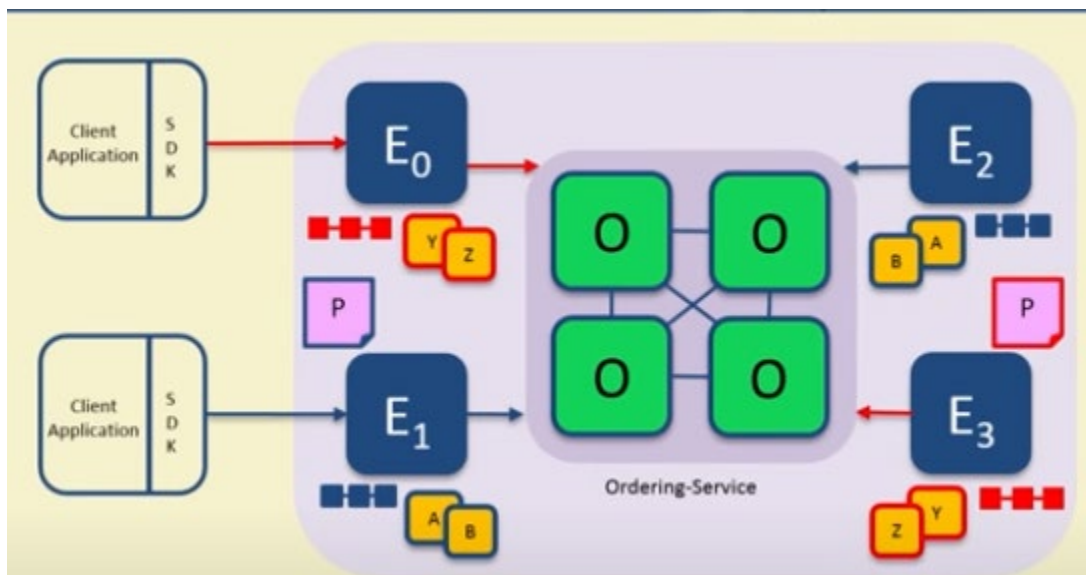 Client
Application
S
D
K
E0
Y
Z
P
Client
Application
S
D
K
E1
A
B
O
O
O
O
Ordering-Service
E2
A
B
P
E3
Y
Z